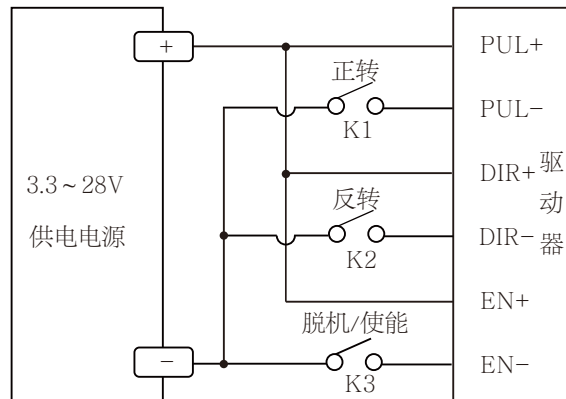 +
PUL+
正转
K1
PUL-
3.3~28V
供电电源
DIR+
驱动器
反转
K2
DIR-
EN+
脱机/使能
-
K3
EN-